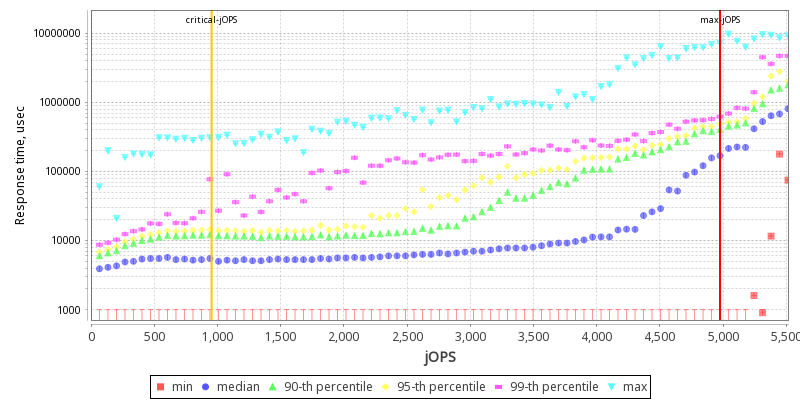 critical-jOPS max-jOPS
10000000
1000000
100000
10000
1000
Response time, usec
0 500 1,000 1,500 2,000 2,500 3,000 3,500 4,000 4,500 5,000 5,500
jOPS
min median 90-th percentile 95-th percentile 99-th percentile max